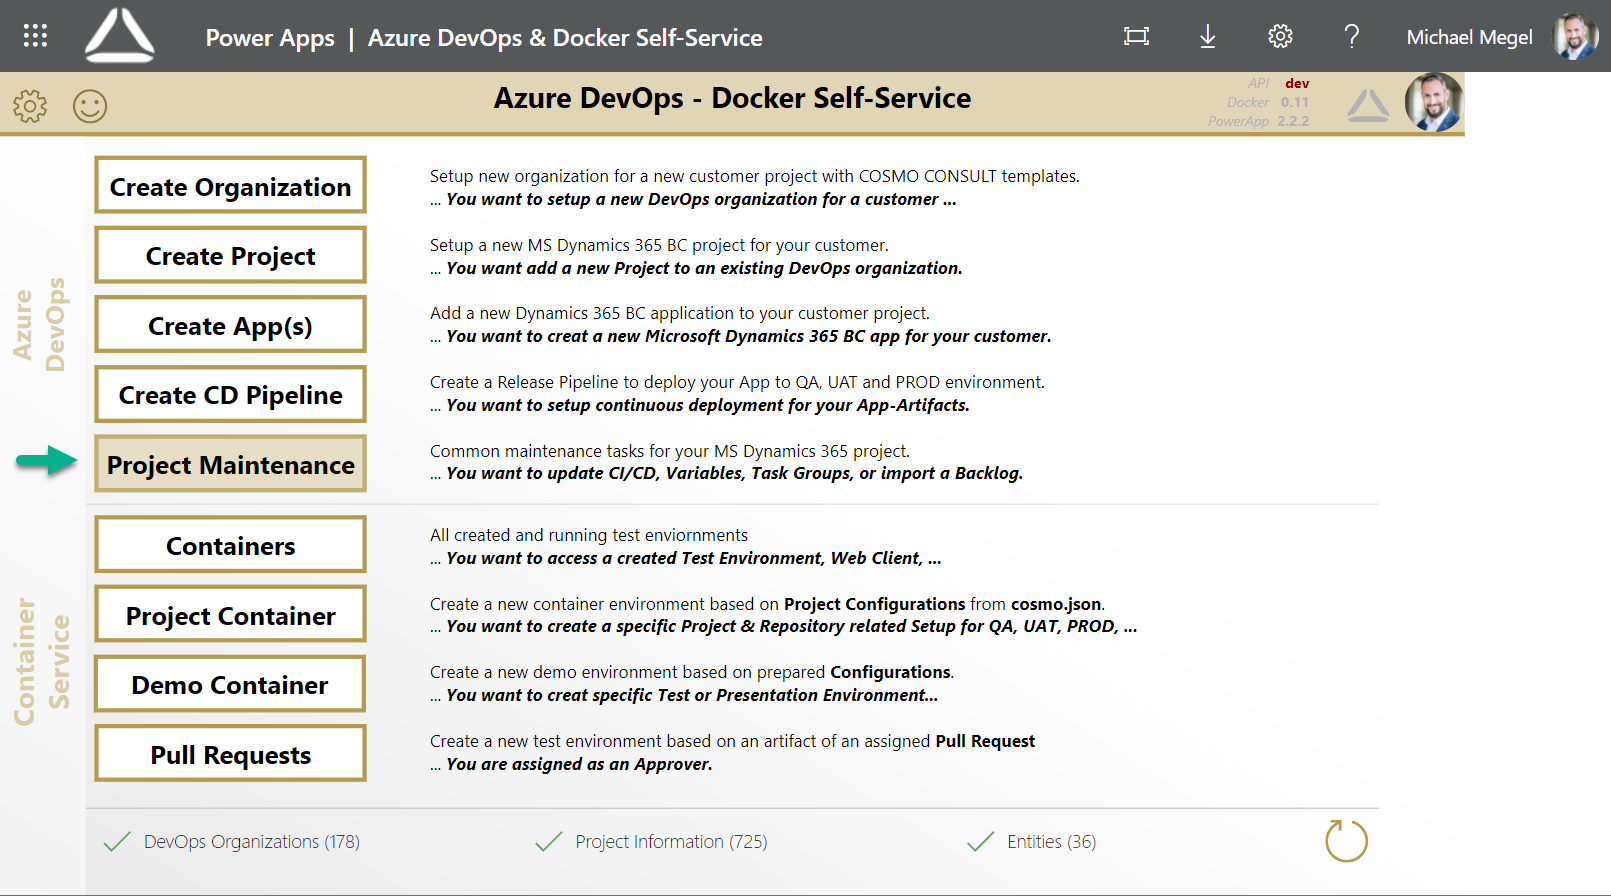 Power Apps | Azure DevOps & Docker Self-Service
Michael Megel
Azure DevOps - Docker Self-Service
API dev
Docker 0.11
PowerApp 2.2.2
Azure
DevOps
Create Organization
Setup new organization for a new customer project with COSMO CONSULT templates.
... You want to setup a new DevOps organization for a customer ...
Create Project
Setup a new MS Dynamics 365 BC project for your customer.
... You want add a new Project to an existing DevOps organization.
Create App(s)
Add a new Dynamics 365 BC application to your customer project.
... You want to creat a new Microsoft Dynamics 365 BC app for your customer.
Create CD Pipeline
Create a Release Pipeline to deploy your App to QA, UAT and PROD environment.
... You want to setup continuous deployment for your App-Artifacts.
Project Maintenance
Common maintenance tasks for your MS Dynamics 365 project.
... You want to update CI/CD, Variables, Task Groups, or import a Backlog.
Container
Service
Containers
All created and running test enviornments
... You want to access a created Test Environment, Web Client, ...
Project Container
Create a new container environment based on Project Configurations from cosmo.json.
... You want to create a specific Project & Repository related Setup for QA, UAT, PROD, ...
Demo Container
Create a new demo environment based on prepared Configurations.
... You want to creat specific Test or Presentation Environment...
Pull Requests
Create a new test environment based on an artifact of an assigned Pull Request
... You are assigned as an Approver.
DevOps Organizations (178)
Project Information (725)
Entities (36)